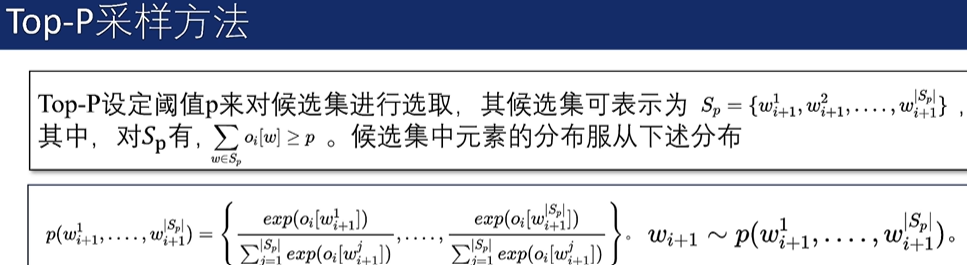 Top-P采样方法
Top-P设定阈值p来对候选集进行选取，其候选集可表示为 $S_p = \{w_{i+1}^1, w_{i+1}^2, ...., w_{i+1}^{|S_p|}\}$ ，
其中，对$S_p$有，$\sum_{w \in S_p} o_i[w] \geq p$ 。候选集中元素的分布服从下述分布
$p(w_{i+1}^1, ...., w_{i+1}^{|S_p|}) = \left\{ \frac{exp(o_i[w_{i+1}^1])}{\sum_{j=1}^{|S_p|} exp(o_i[w_{i+1}^j])}, ...., \frac{exp(o_i[w_{i+1}^{|S_p|}])}{\sum_{j=1}^{|S_p|} exp(o_i[w_{i+1}^j])} \right\}$。 $w_{i+1} \sim p(w_{i+1}^1, ...., w_{i+1}^{|S_p|})$。